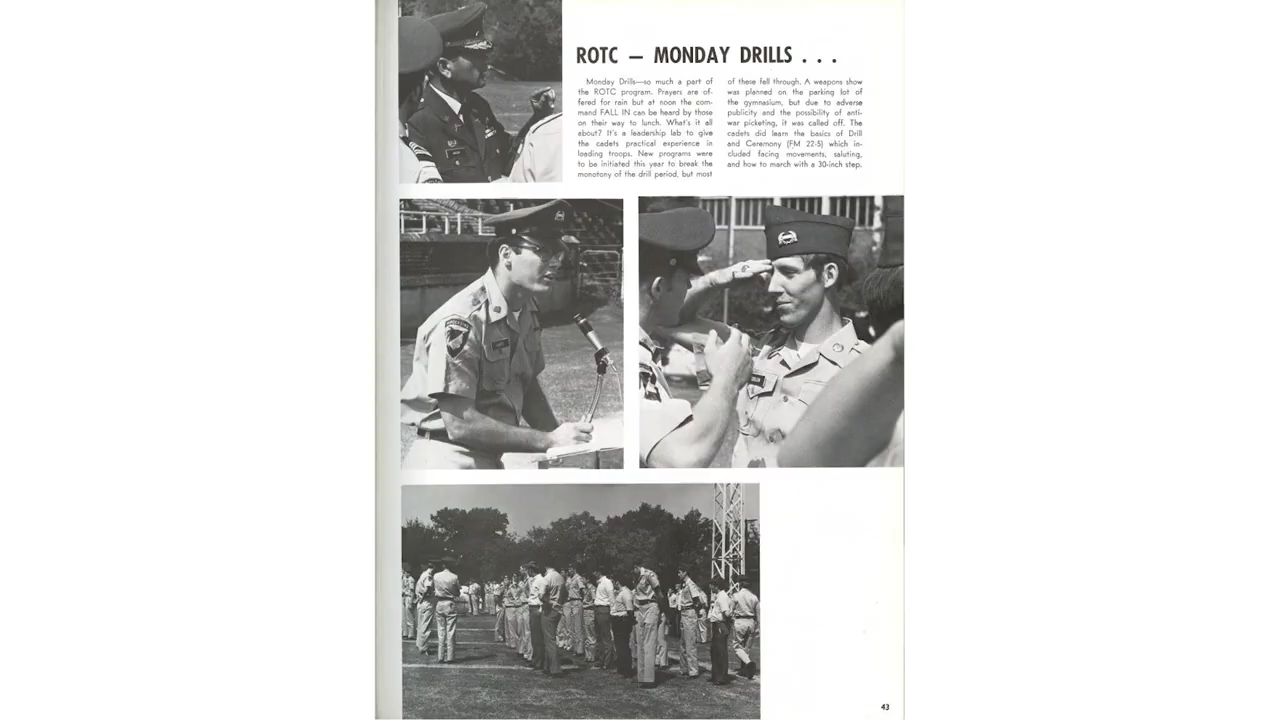 ROTC — MONDAY DRILLS . . .
Monday Drills—so much a part of
the ROTC program. Prayers are of-
fered for rain but at noon the com-
mand FALL IN can be heard by those
on their way to lunch. What's it all
about? It's a leadership lab to give
the cadets practical experience in
leading troops. New programs were
to be initiated this year to break the
monotony of the drill period, but most
of these fell through. A weapons show
was planned on the parking lot of
the gymnasium, but due to adverse
publicity and the possibility of anti-
war picketing, it was called off. The
cadets did learn the basics of Drill
and Ceremony (FM 22-5) which in-
cluded facing movements, saluting,
and how to march with a 30-inch step.
43